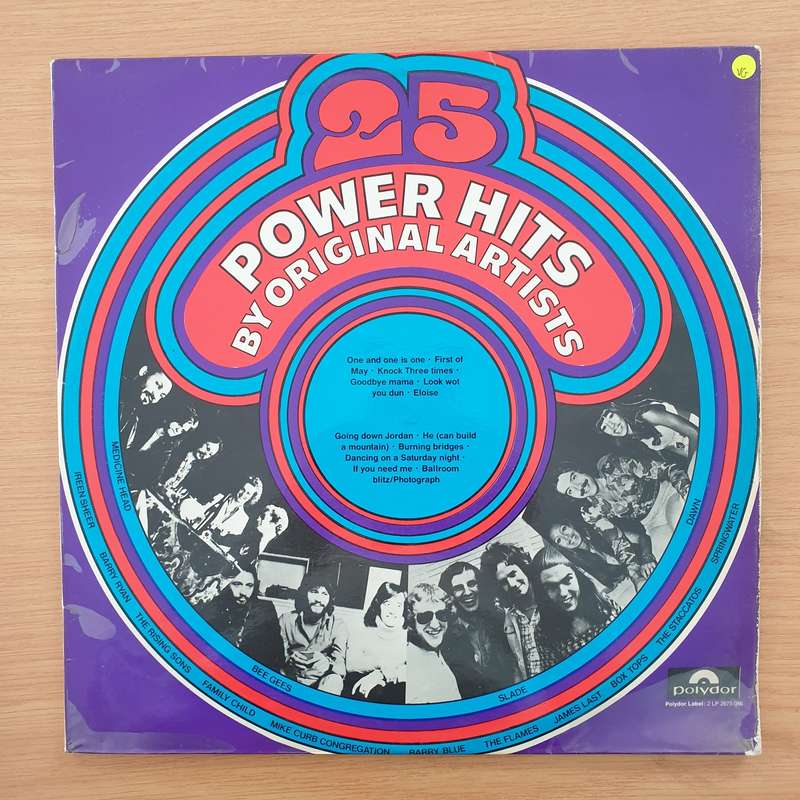 VG
25
POWER HITS
BY ORIGINAL ARTISTS
One and one is one · First of
May · Knock Three times ·
Goodbye mama · Look wot
you dun · Eloise
Going down Jordan · He (can build
a mountain) · Burning bridges ·
Dancing on a Saturday night ·
If you need me · Ballroom
blitz/Photograph
MEDICINE HEAD
BEE GEES
SLADE
DAWN
IREEN SHEER
BARRY RYAN
THE RISING SONS
FAMILY CHILD
MIKE CURB CONGREGATION
BARRY BLUE
THE FLAMES
JAMES LAST
BOX TOPS
THE STACCATOS
SPRINGWATER
polydor
Polydor Label: 2 LP 2675